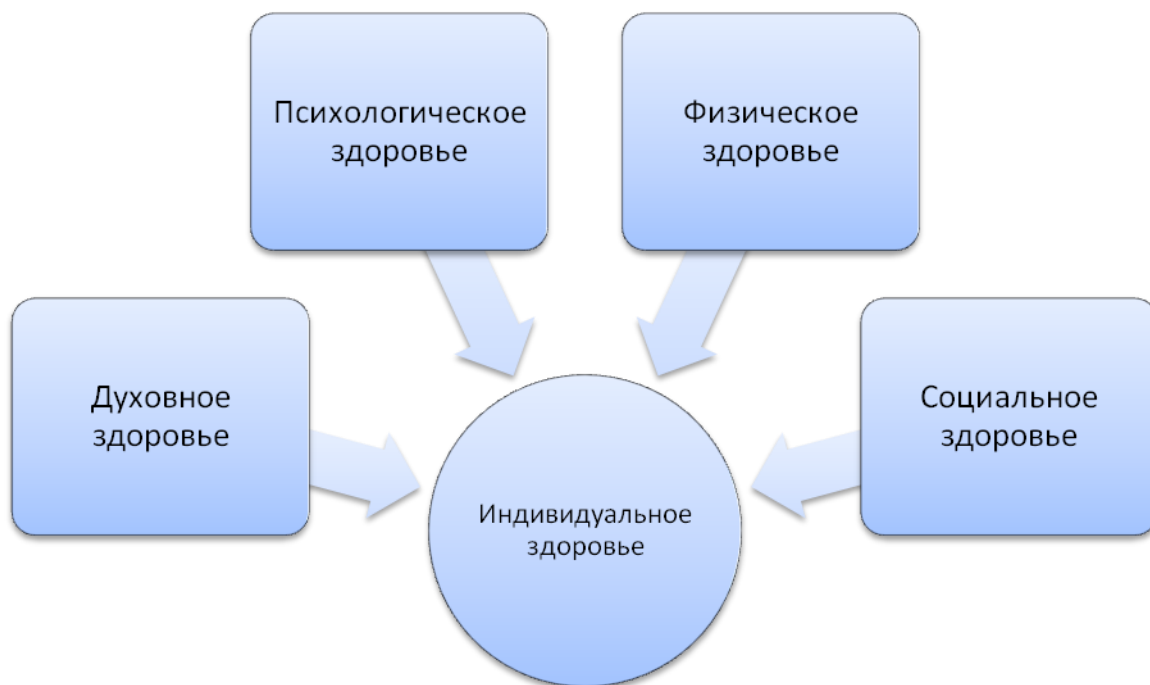 Психологическое
здоровье
Физическое
здоровье
Духовное
здоровье
Социальное
здоровье
Индивидуальное
здоровье